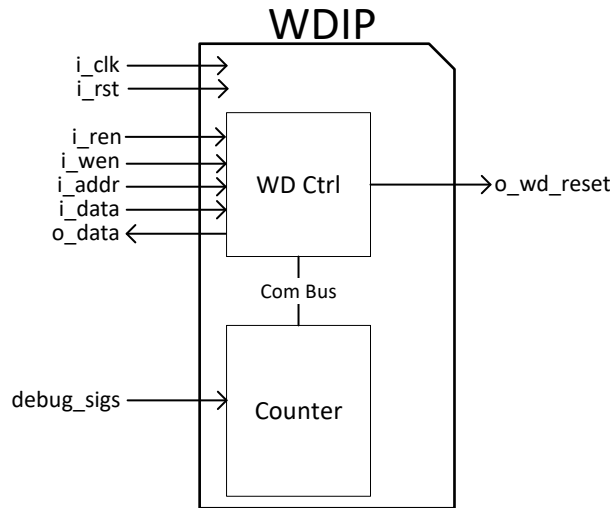 WDIP
i_clk
i_rst
i_ren
i_wen
i_addr
i_data
o_data
WD Ctrl
o_wd_reset
Com Bus
debug_sigs
Counter